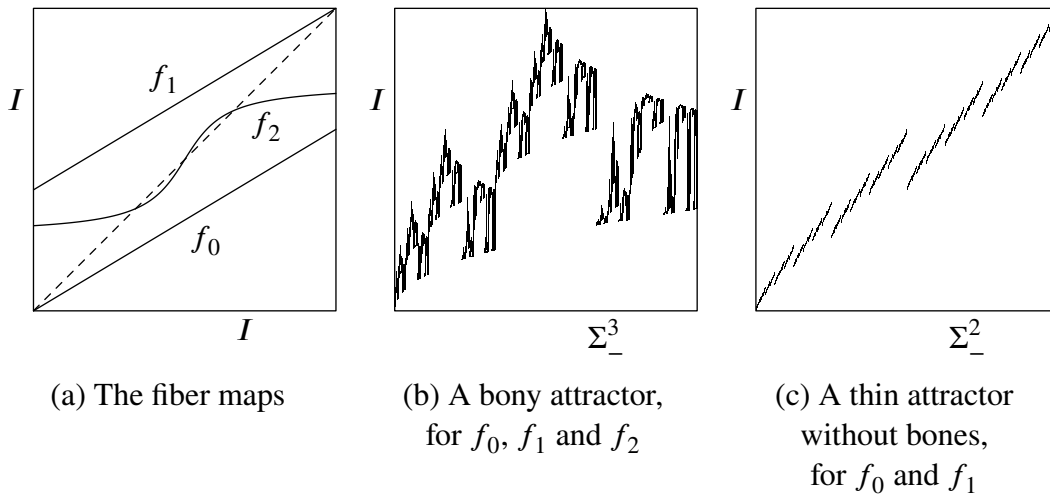 I
f₁
f₂
f₀
I
(a) The fiber maps
I
Σ³₋
(b) A bony attractor,
for f₀, f₁ and f₂
I
Σ²₋
(c) A thin attractor
without bones,
for f₀ and f₁